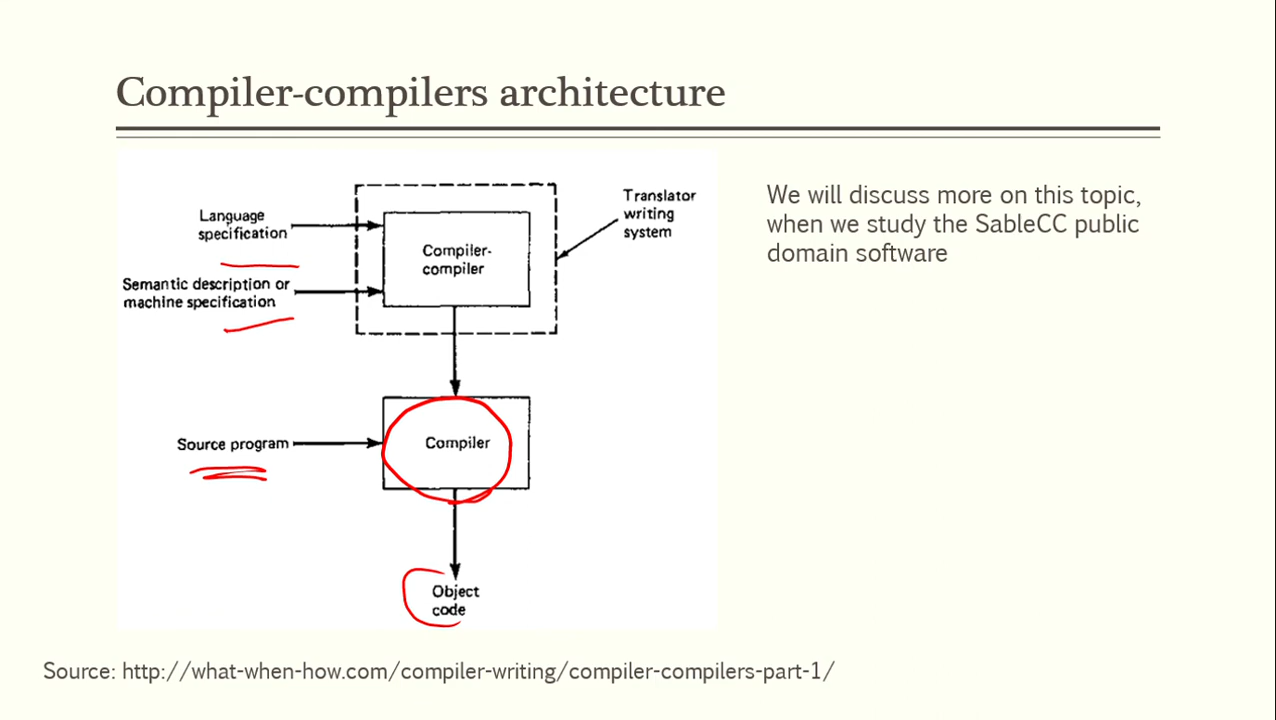 Compiler-compilers architecture
Language
specification
Semantic description or
machine specification
Compiler-
compiler
Translator
writing
system
Source program
Compiler
Object
code
We will discuss more on this topic,
when we study the SableCC public
domain software
Source: http://what-when-how.com/compiler-writing/compiler-compilers-part-1/